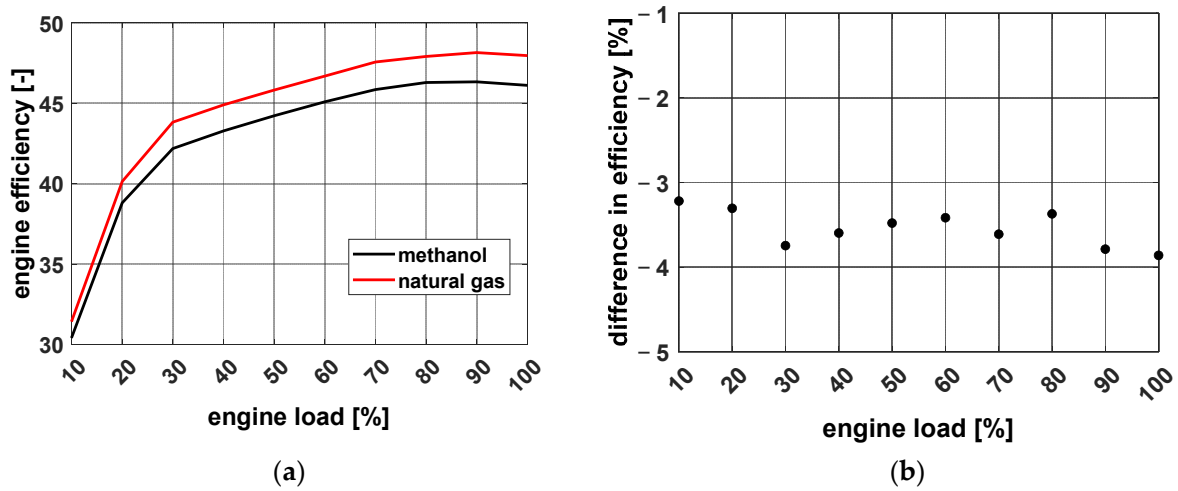 50
45
40
35
30
engine efficiency [-]
methanol
natural gas
10 20 30 40 50 60 70 80 90 100
engine load [%]
(a)
− 1
− 2
− 3
− 4
− 5
difference in efficiency [%]
10 20 30 40 50 60 70 80 90 100
engine load [%]
(b)